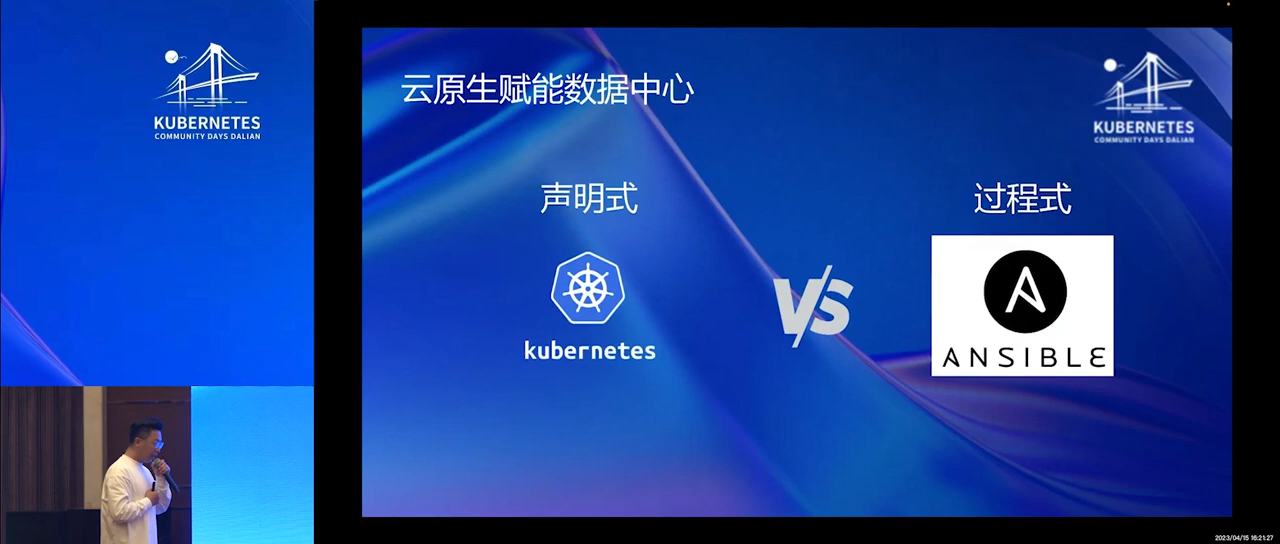 KUBERNETES
COMMUNITY DAYS DALIAN
云原生赋能数据中心
KUBERNETES
COMMUNITY DAYS DALIAN
声明式
过程式
kubernetes
VS
ANSIBLE
2023/04/15 16:21:27